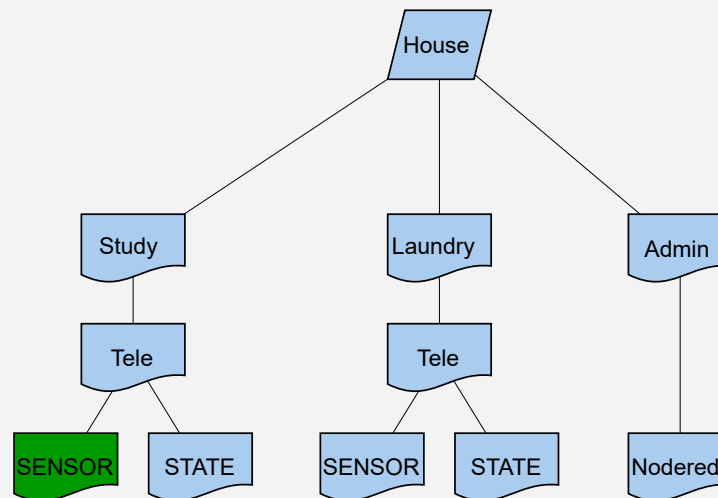 House
Study
Laundry
Admin
Tele
Tele
SENSOR
STATE
SENSOR
STATE
Nodered